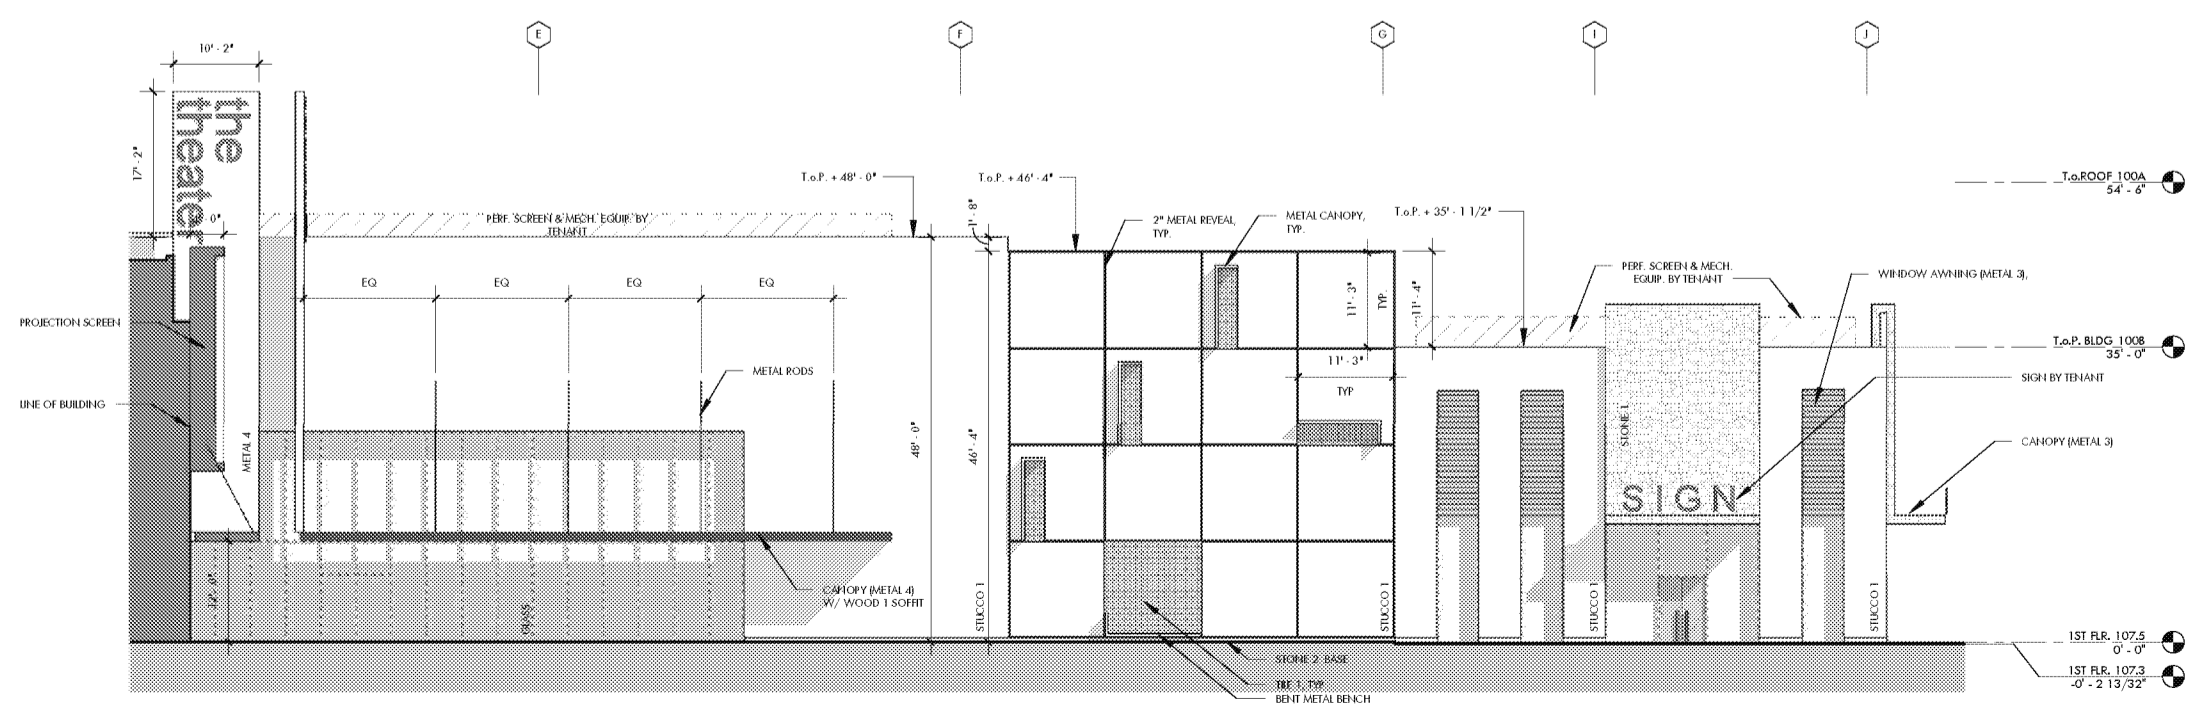 E
F
G
I
J
10' - 2"
17' - 2"
the
theater
T.o.P. + 48' - 0"
T.o.P. + 46' - 4"
1' - 8"
2" METAL REVEAL,
TYP.
METAL CANOPY,
TYP.
T.o.P. + 35' - 1 1/2"
T.o.ROOF 100A
54' - 6"
PERF. SCREEN & MECH. EQUIP. BY
TENANT
PERF. SCREEN & MECH.
EQUIP. BY TENANT
WINDOW AWNING (METAL 3),
EQ
EQ
EQ
EQ
11' - 3"
TYP.
11' - 4"
PROJECTION SCREEN
T.o.P. BLDG 100B
35' - 0"
11' - 3"
TYP
METAL RODS
SIGN BY TENANT
LINE OF BUILDING
METAL 4
48' - 0"
46' - 4"
STONE 1
CANOPY (METAL 3)
SIGN
12' - 0"
GLASS
CANOPY (METAL 4)
W/ WOOD 1 SOFFIT
STUCCO 1
STUCCO 1
STUCCO 1
STUCCO 1
1ST FLR. 107.5
0' - 0"
STONE 2 BASE
1ST FLR. 107.3
-0' - 2 13/32"
TILE 1, TYP
BENT METAL BENCH